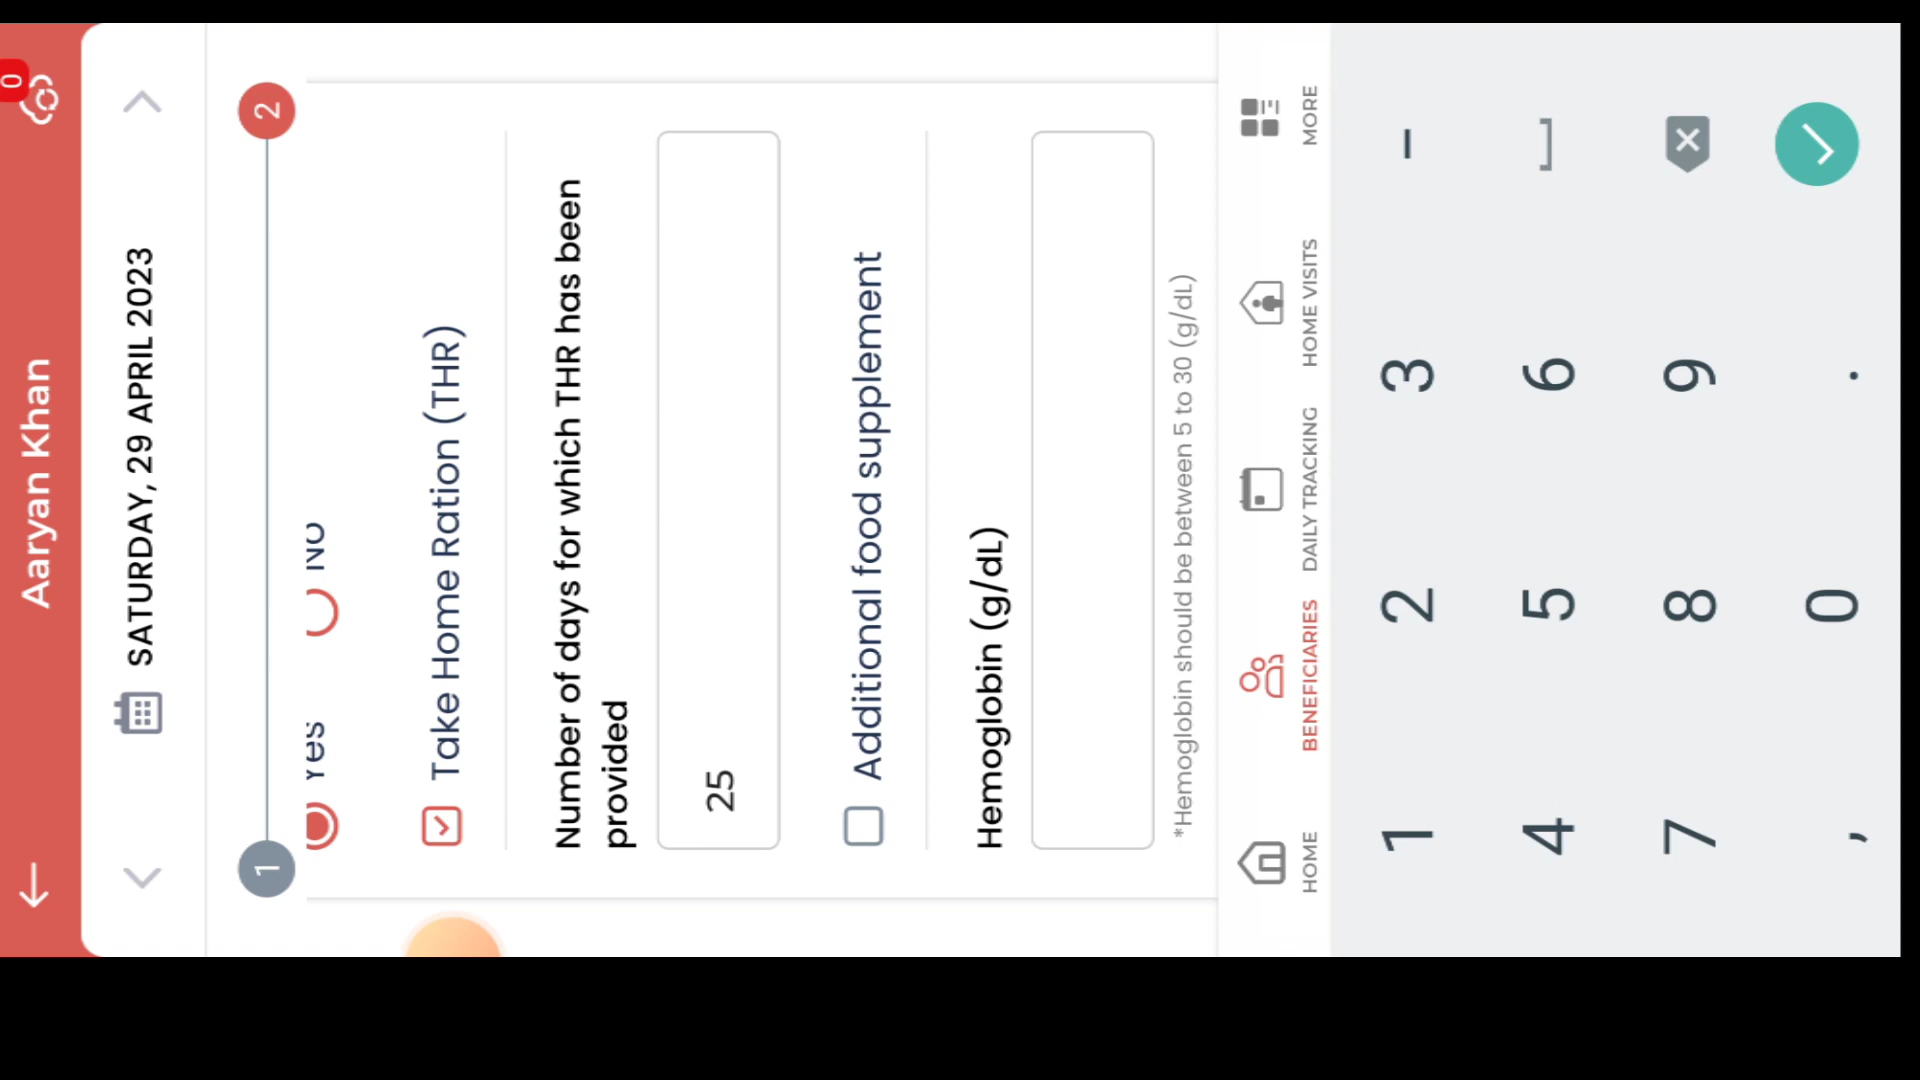 Aaryan Khan
0
SATURDAY, 29 APRIL 2023
1
2
Yes
No
Take Home Ration (THR)
Number of days for which THR has been
provided
25
Additional food supplement
Hemoglobin (g/dL)
*Hemoglobin should be between 5 to 30 (g/dL)
HOME
BENEFICIARIES
DAILY TRACKING
HOME VISITS
MORE
1 2 3 –
4 5 6
7 8 9
, 0 .